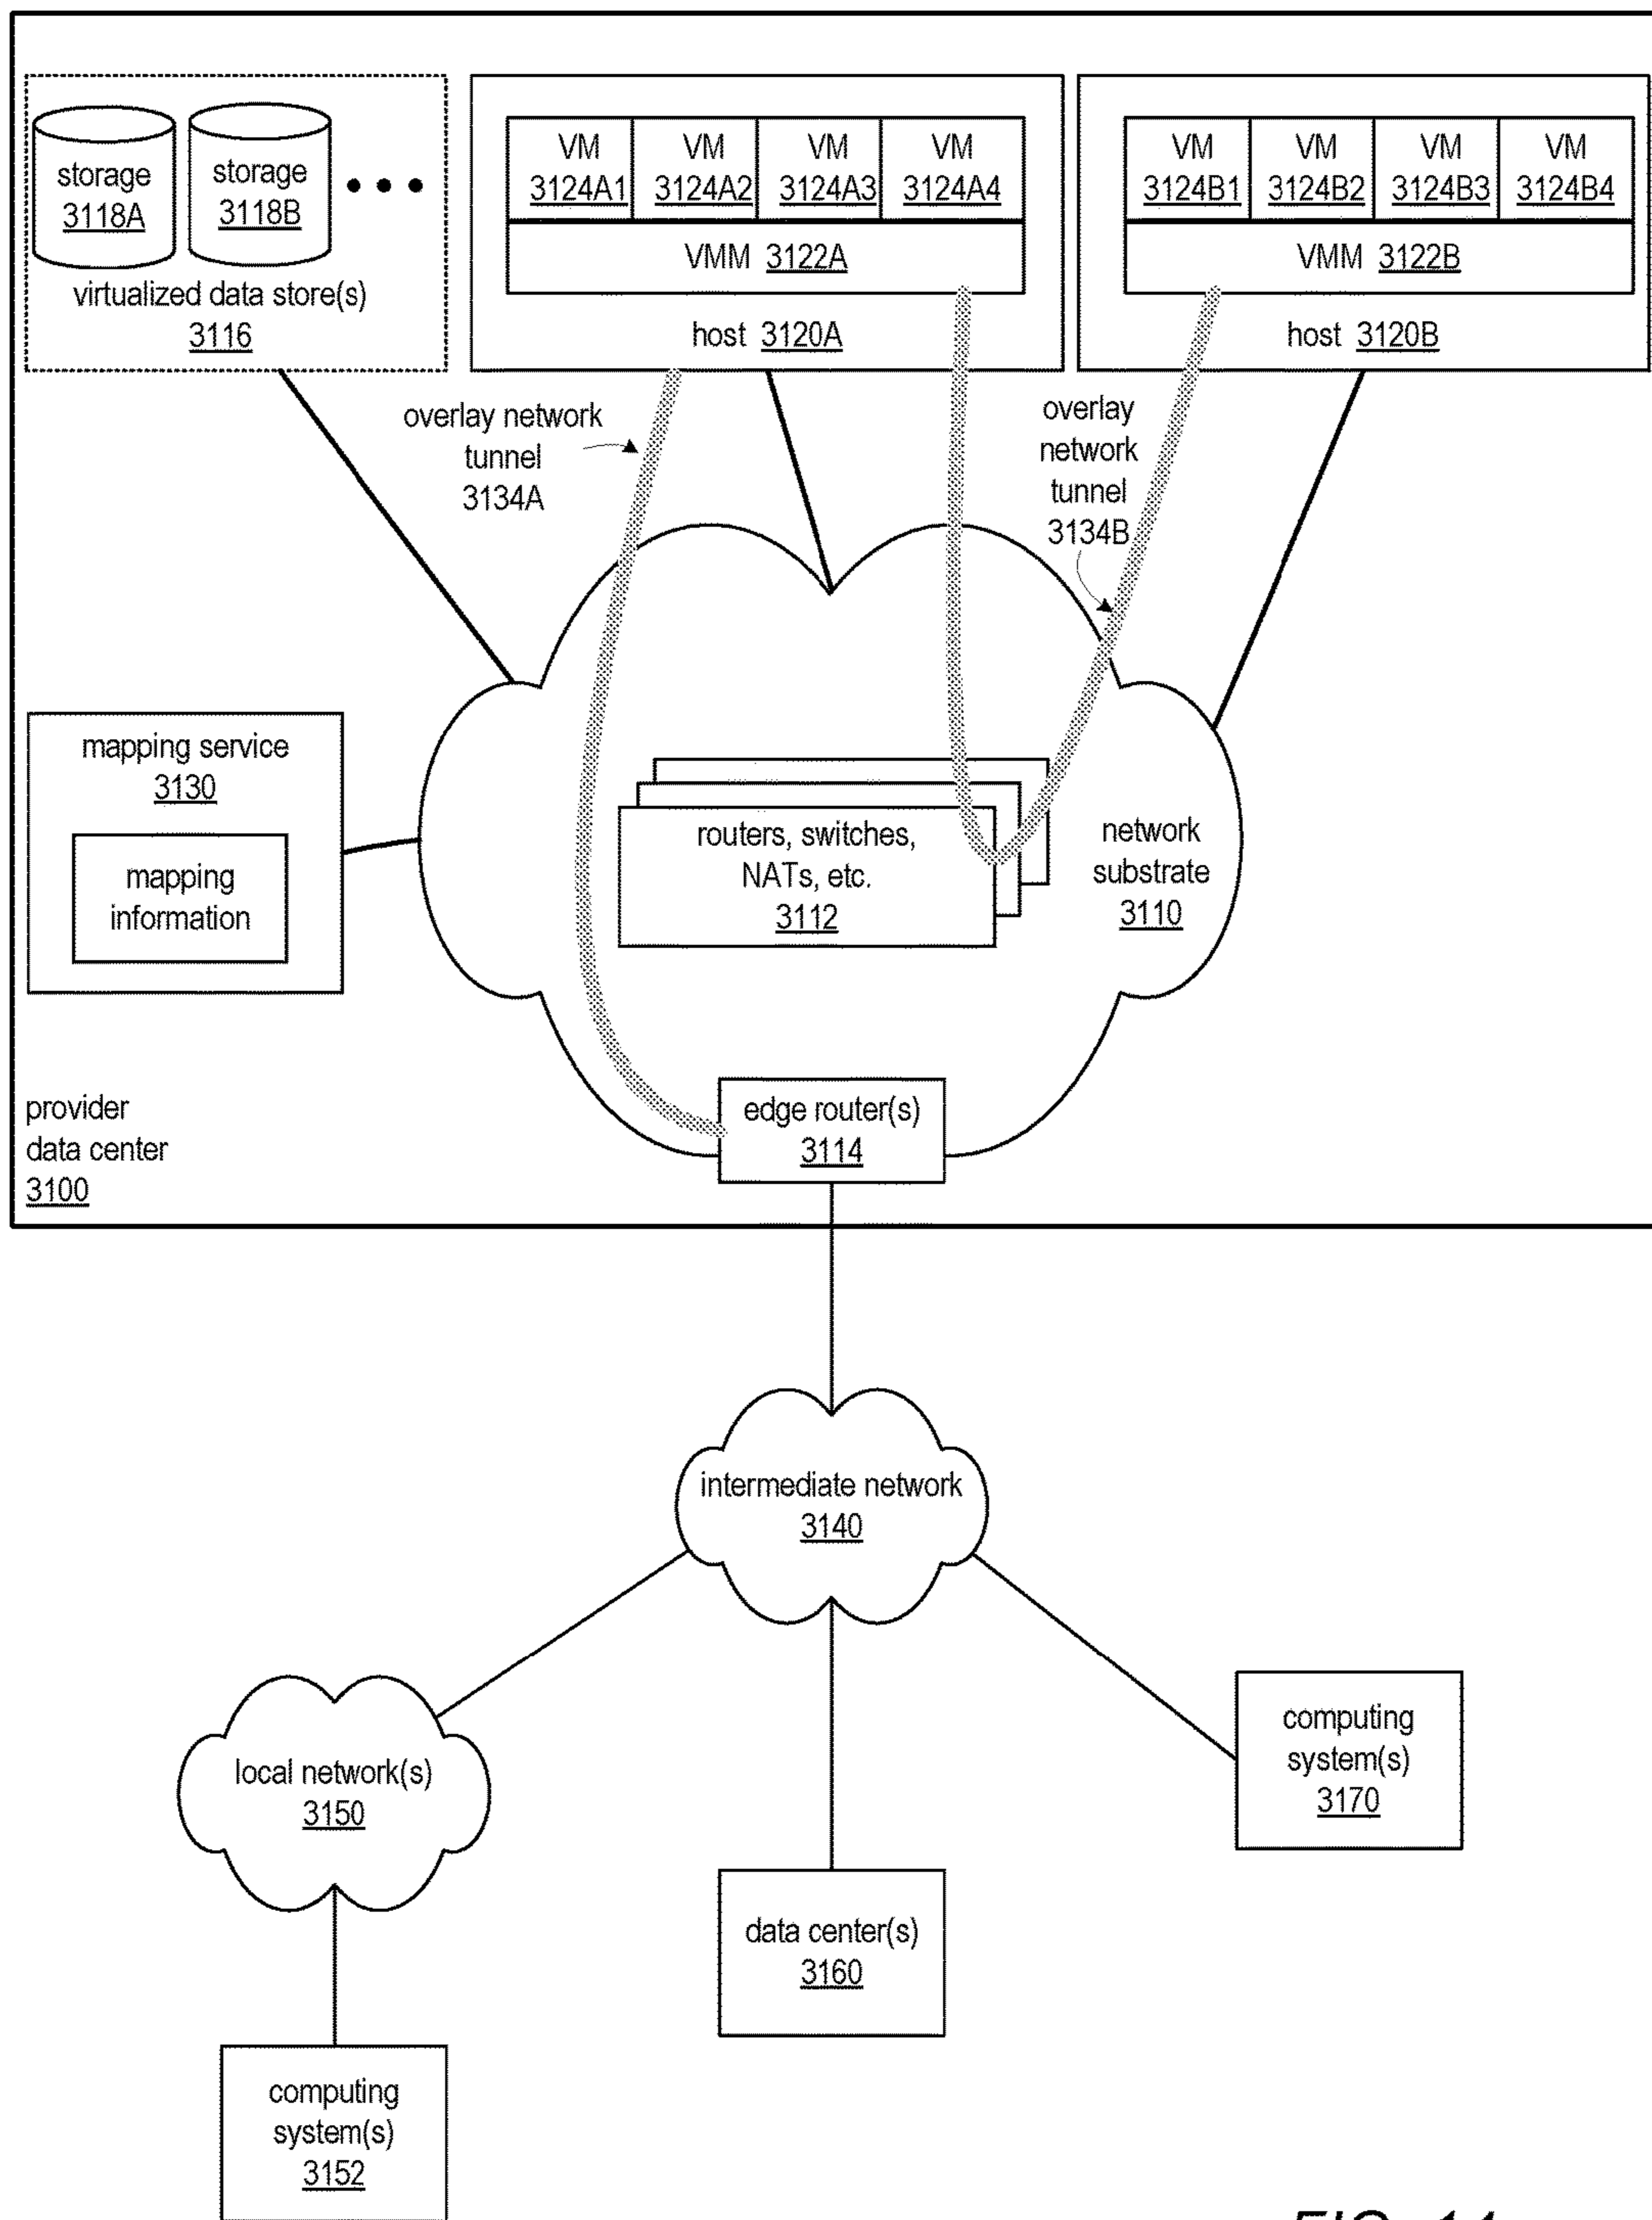 storage
3118A
storage
3118B
virtualized data store(s)
3116
VM
3124A1
VM
3124A2
VM
3124A3
VM
3124A4
VMM 3122A
host 3120A
VM
3124B1
VM
3124B2
VM
3124B3
VM
3124B4
VMM 3122B
host 3120B
overlay network
tunnel
3134A
overlay
network
tunnel
3134B
mapping service
3130
mapping
information
routers, switches,
NATs, etc.
3112
network
substrate
3110
edge router(s)
3114
provider
data center
3100
intermediate network
3140
local network(s)
3150
computing
system(s)
3170
data center(s)
3160
computing
system(s)
3152